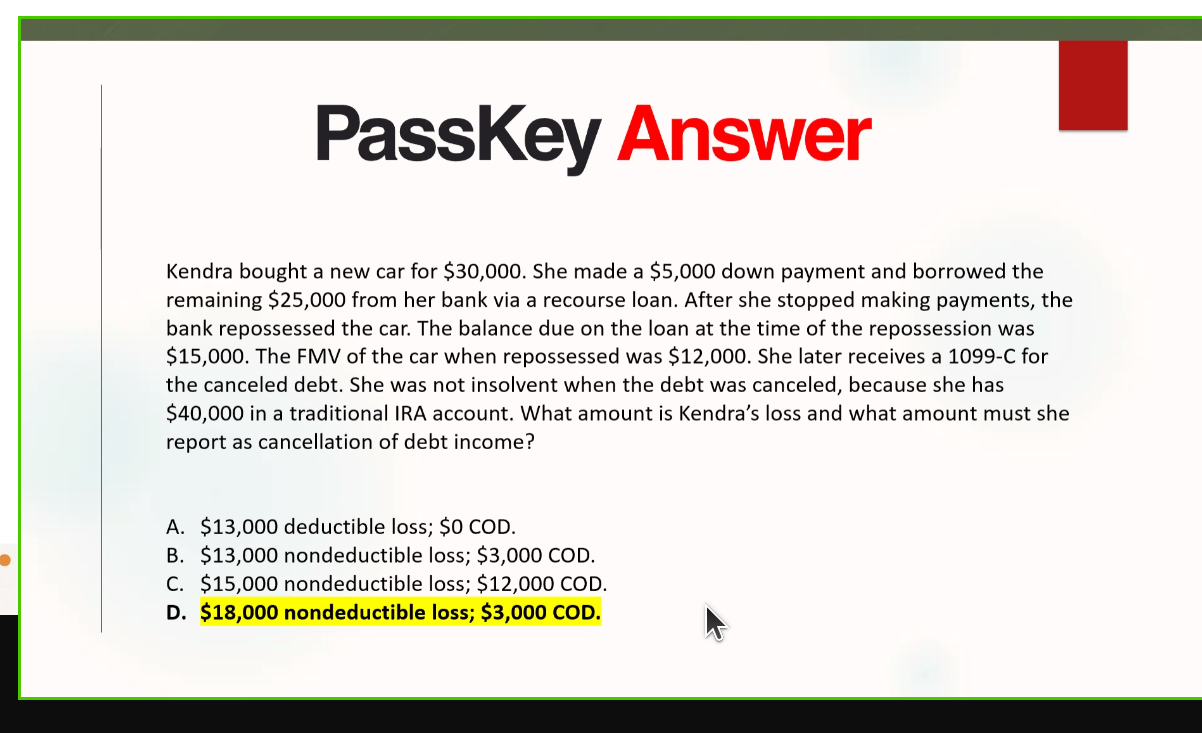 PassKey Answer
Kendra bought a new car for $30,000. She made a $5,000 down payment and borrowed the
remaining $25,000 from her bank via a recourse loan. After she stopped making payments, the
bank repossessed the car. The balance due on the loan at the time of the repossession was
$15,000. The FMV of the car when repossessed was $12,000. She later receives a 1099-C for
the canceled debt. She was not insolvent when the debt was canceled, because she has
$40,000 in a traditional IRA account. What amount is Kendra’s loss and what amount must she
report as cancellation of debt income?
A. $13,000 deductible loss; $0 COD.
B. $13,000 nondeductible loss; $3,000 COD.
C. $15,000 nondeductible loss; $12,000 COD.
D. $18,000 nondeductible loss; $3,000 COD.